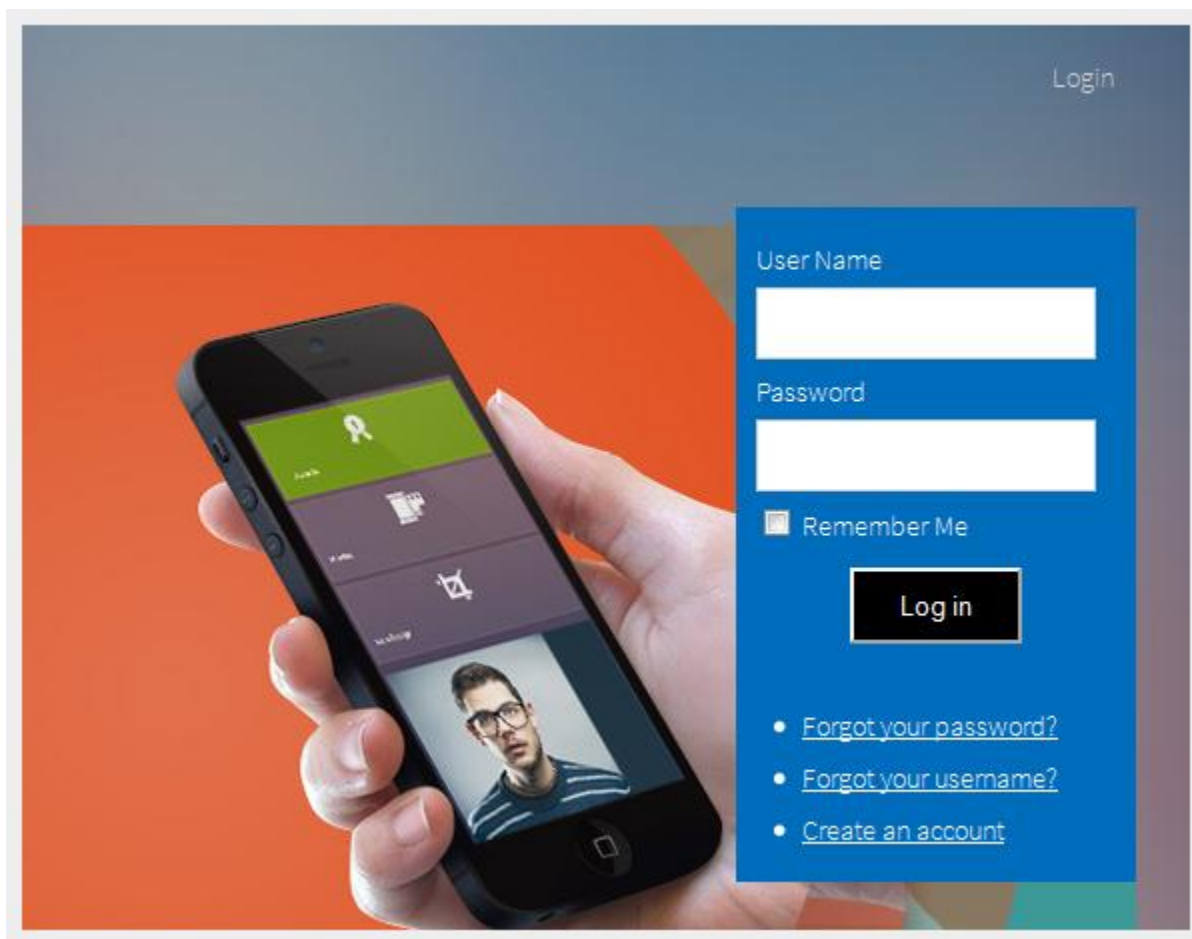 Login
User Name
Password
Remember Me
Log in
Forgot your password?
Forgot your username?
Create an account